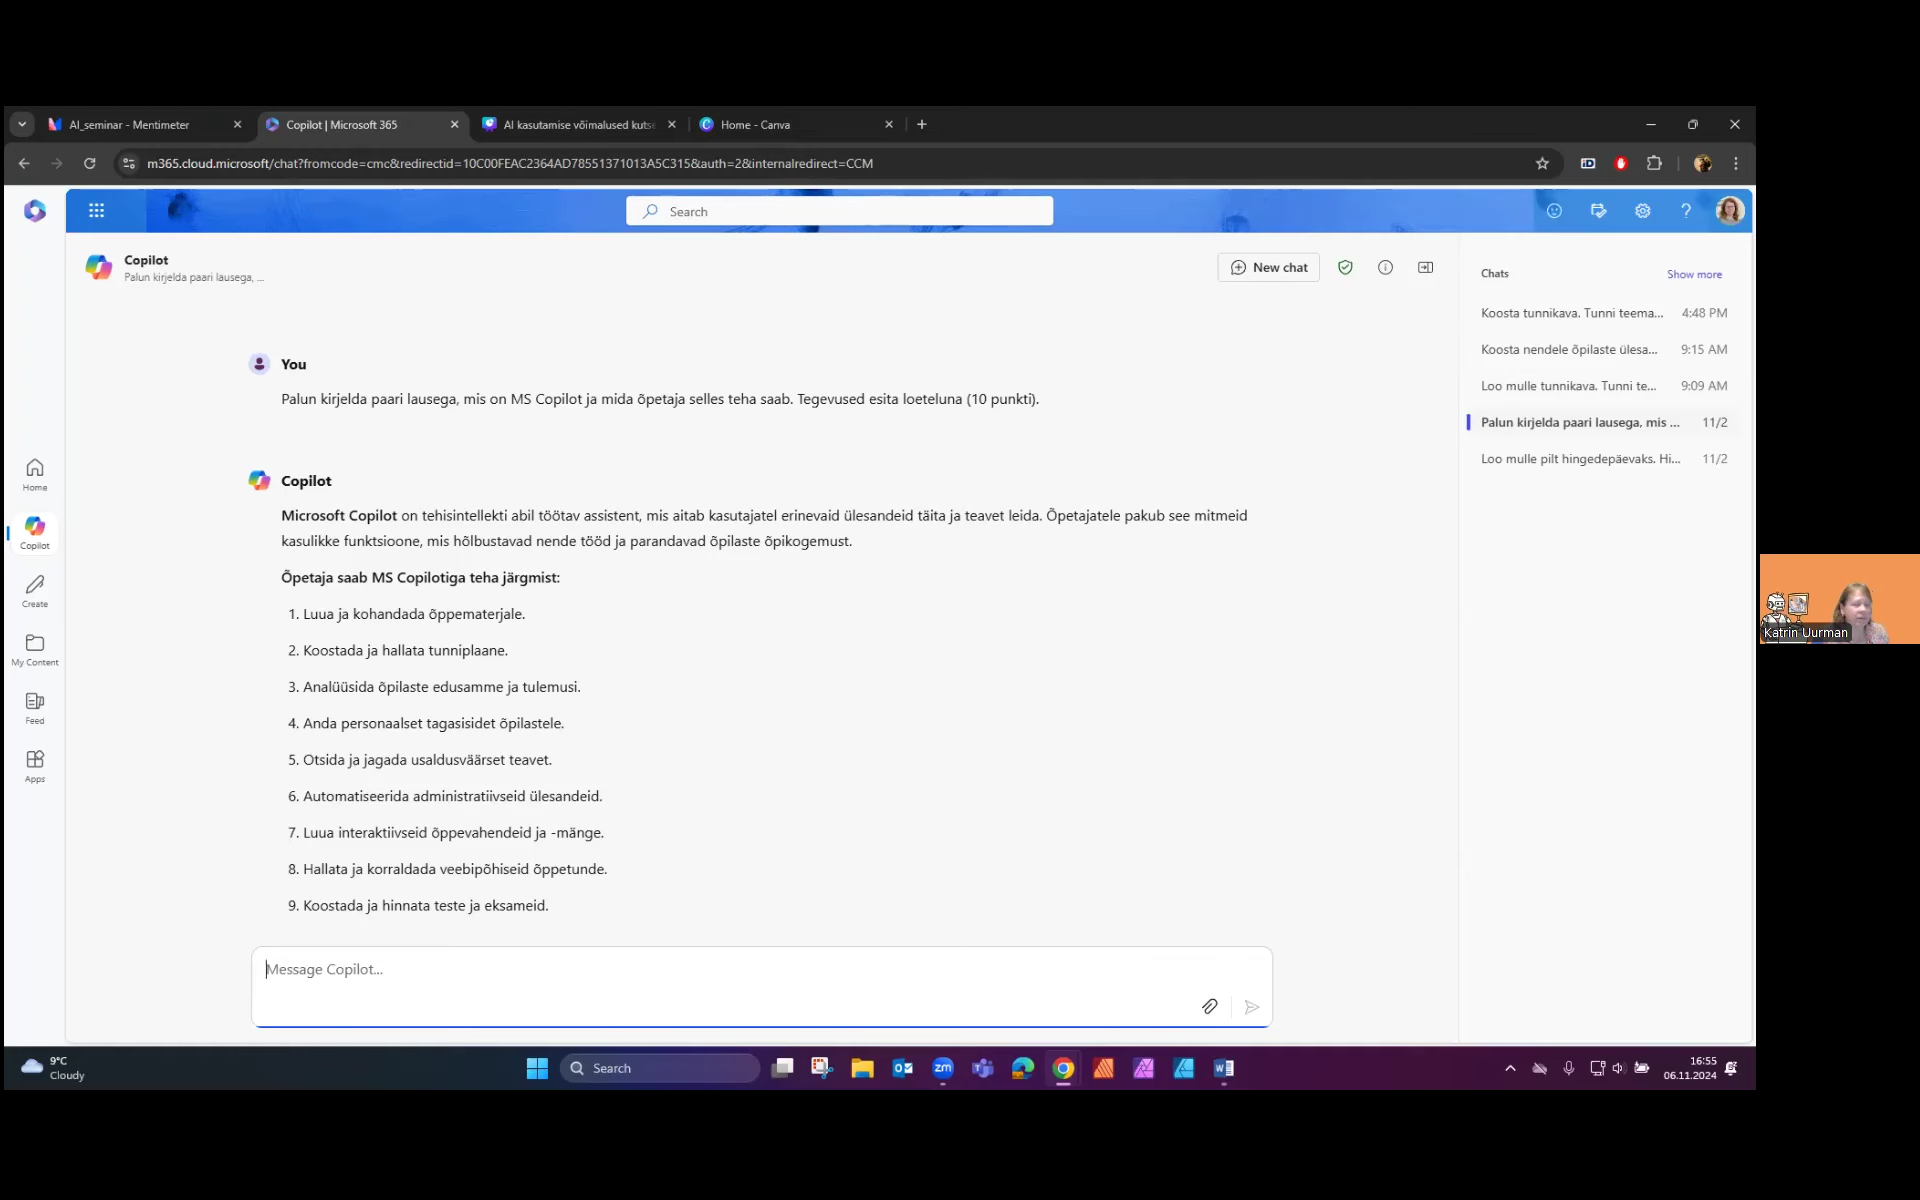 AI_seminar - Mentimeter
Copilot | Microsoft 365
AI kasutamise võimalused kuts
Home - Canva
m365.cloud.microsoft/chat?fromcode=cmc&redirectid=10C00FEAC2364AD78551371013A5C315&auth=2&internalredirect=CCM
Search
Copilot
Palun kirjelda paari lausega, ...
New chat
Chats
Show more
Koosta tunnikava. Tunni teema... 4:48 PM
Koosta nendele õpilaste ülesa... 9:15 AM
Loo mulle tunnikava. Tunni te... 9:09 AM
Palun kirjelda paari lausega, mis ... 11/2
Loo mulle pilt hingedepäevaks. Hi... 11/2
Home
Copilot
Create
My Content
Feed
Apps
You
Palun kirjelda paari lausega, mis on MS Copilot ja mida õpetaja selles teha saab. Tegevused esita loeteluna (10 punkti).
Copilot
Microsoft Copilot on tehisintellekti abil töötav assistent, mis aitab kasutajatel erinevaid ülesandeid täita ja teavet leida. Õpetajatele pakub see mitmeid
kasulikke funktsioone, mis hõlbustavad nende tööd ja parandavad õpilaste õpikogemust.
Õpetaja saab MS Copilotiga teha järgmist:
1. Luua ja kohandada õppematerjale.
2. Koostada ja hallata tunniplaane.
3. Analüüsida õpilaste edusamme ja tulemusi.
4. Anda personaalset tagasisidet õpilastele.
5. Otsida ja jagada usaldusväärset teavet.
6. Automatiseerida administratiivseid ülesandeid.
7. Luua interaktiivseid õppevahendeid ja -mänge.
8. Hallata ja korraldada veebipõhiseid õppetunde.
9. Koostada ja hinnata teste ja eksameid.
Message Copilot...
Katrin Uurman
9°C
Cloudy
Search
zm
16:55
06.11.2024